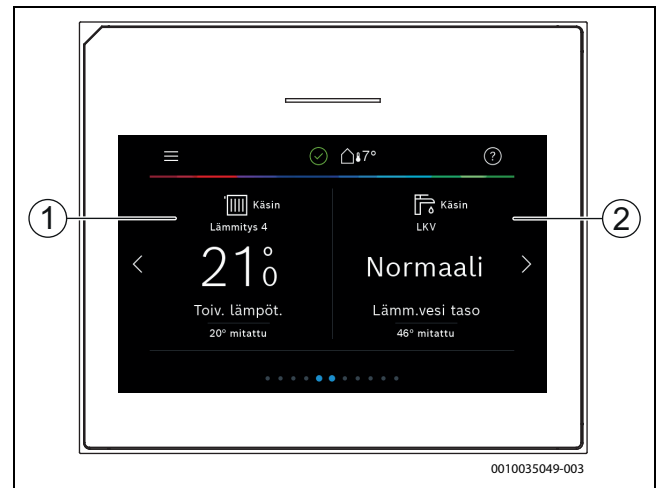 7°
?
1
Käsin
Lämmitys 4
21°0
Toiv. lämpöt.
20° mitattu
Käsin
LKV
Normaali
Lämm.vesi taso
46° mitattu
2
0010035049-003